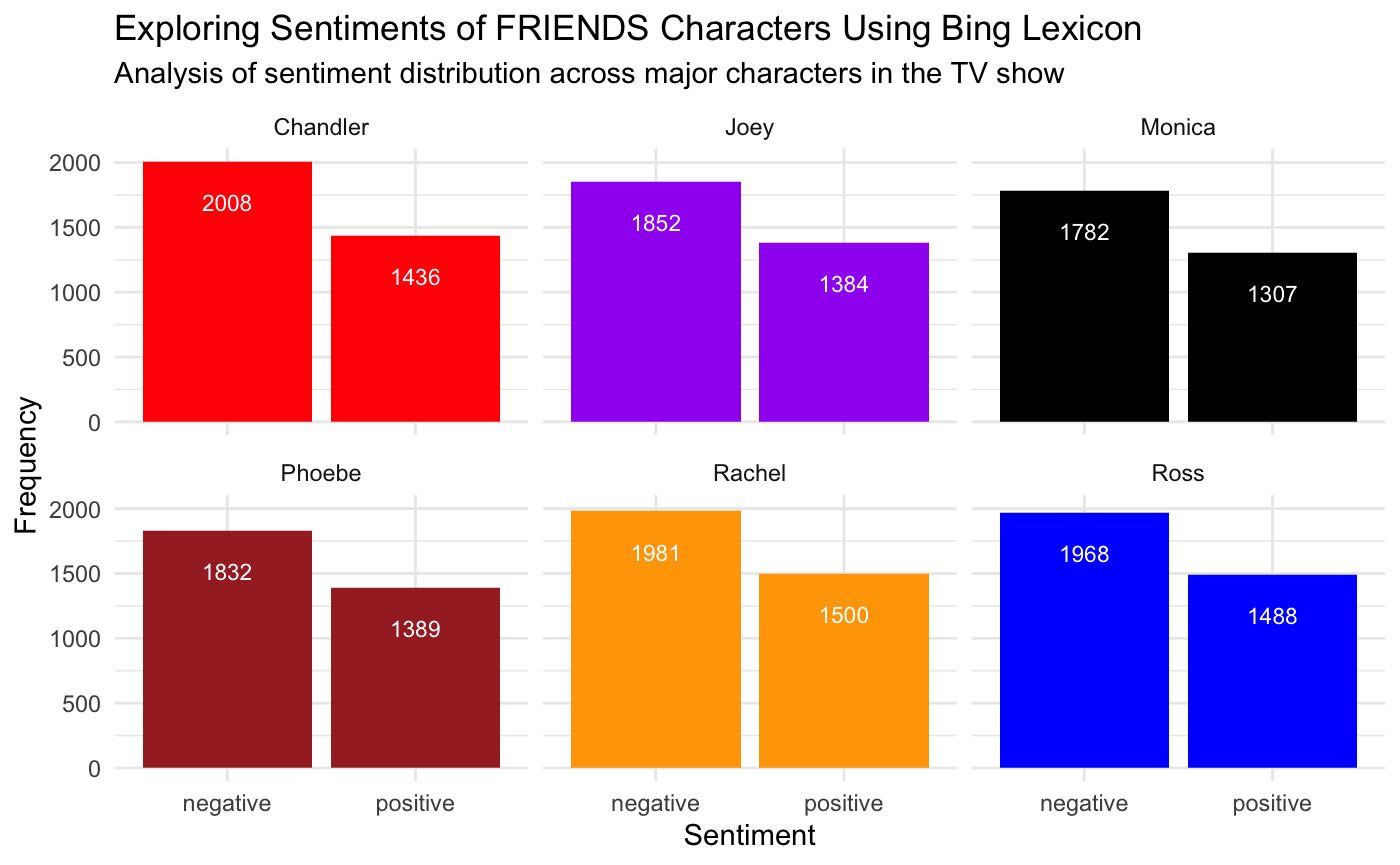 Exploring Sentiments of FRIENDS Characters Using Bing Lexicon
Analysis of sentiment distribution across major characters in the TV show
Chandler
Joey
Monica
2000
1500
1000
500
0
2008
1436
1852
1384
1782
1307
Frequency
Phoebe
Rachel
Ross
2000
1500
1000
500
0
1832
1389
1981
1500
1968
1488
negative
positive
negative
positive
negative
positive
Sentiment